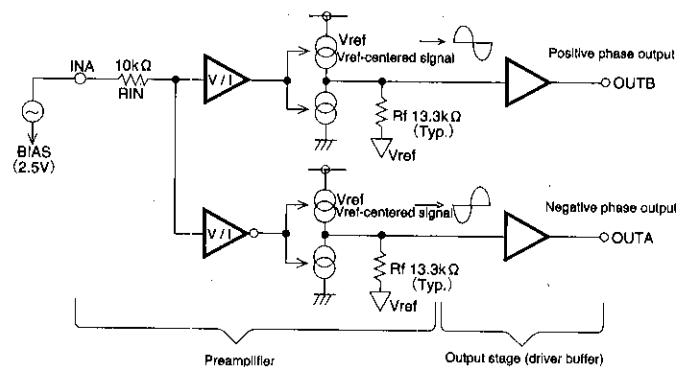 INA
10kΩ
RIN
BIAS
(2.5V)
V/I
Vref
Vref-centered signal
Rf 13.3kΩ
(Typ.)
Vref
Positive phase output
OUTB
V/I
Vref
Vref-centered signal
Rf 13.3kΩ
(Typ.)
Vref
Negative phase output
OUTA
Preamplifier
Output stage (driver buffer)